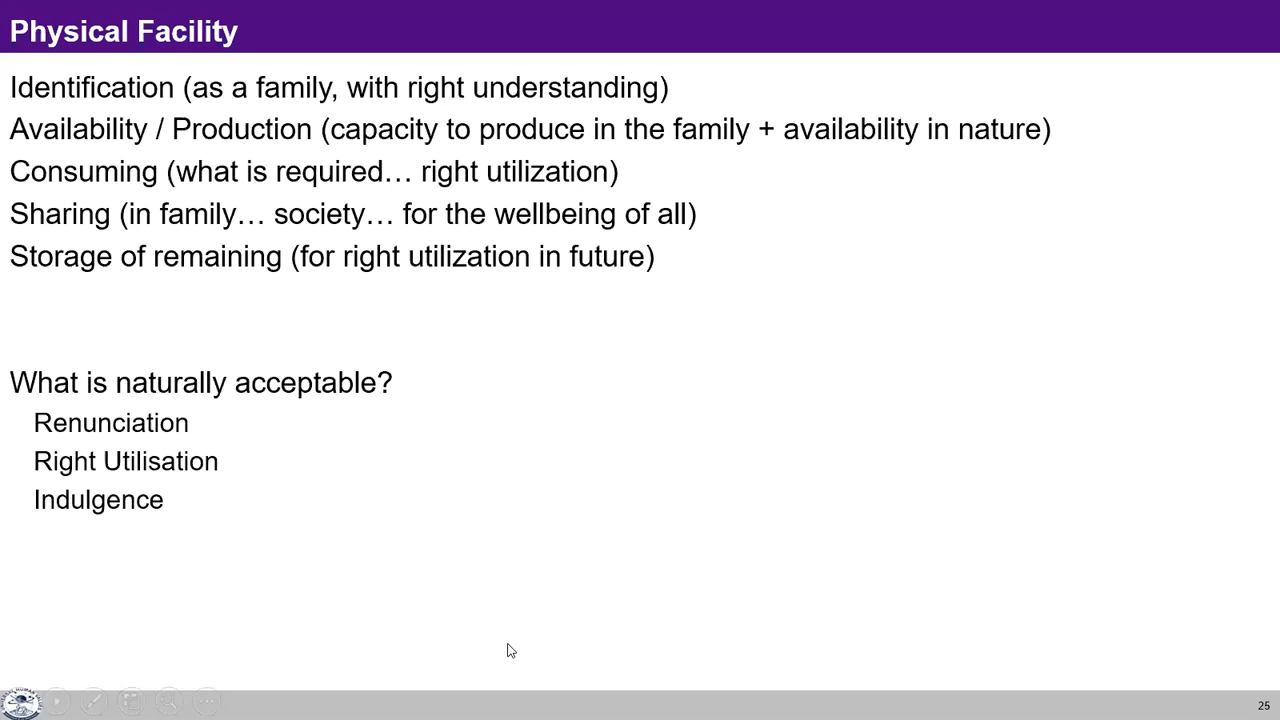 Physical Facility
Identification (as a family, with right understanding)
Availability / Production (capacity to produce in the family + availability in nature)
Consuming (what is required… right utilization)
Sharing (in family… society… for the wellbeing of all)
Storage of remaining (for right utilization in future)
What is naturally acceptable?
Renunciation
Right Utilisation
Indulgence
25